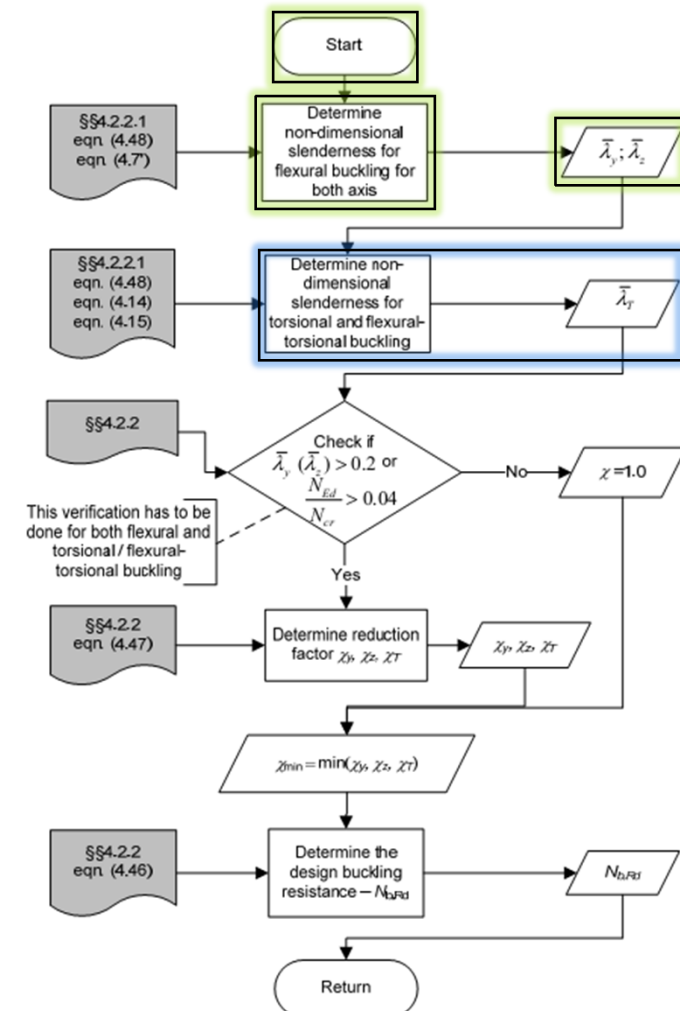 Start
§§4.2.2.1
eqn. (4.48)
eqn. (4.7')
Determine
non-dimensional
slenderness for
flexural buckling for
both axis
λ̅y; λ̅z
§§4.2.2.1
eqn. (4.48)
eqn. (4.14)
eqn. (4.15)
Determine non-
dimensional
slenderness for
torsional and flexural-
torsional buckling
λ̅T
§§4.2.2
Check if
λ̅y (λ̅z) > 0.2 or
NEd
Ncr
> 0.04
No
χ=1.0
This verification has to be
done for both flexural and
torsional / flexural-
torsional buckling
Yes
§§4.2.2
eqn. (4.47)
Determine reduction
factor χy, χz, χT
χy, χz, χT
χmin = min(χy, χz, χT)
§§4.2.2
eqn. (4.46)
Determine the
design buckling
resistance – Nb,Rd
Nb,Rd
Return